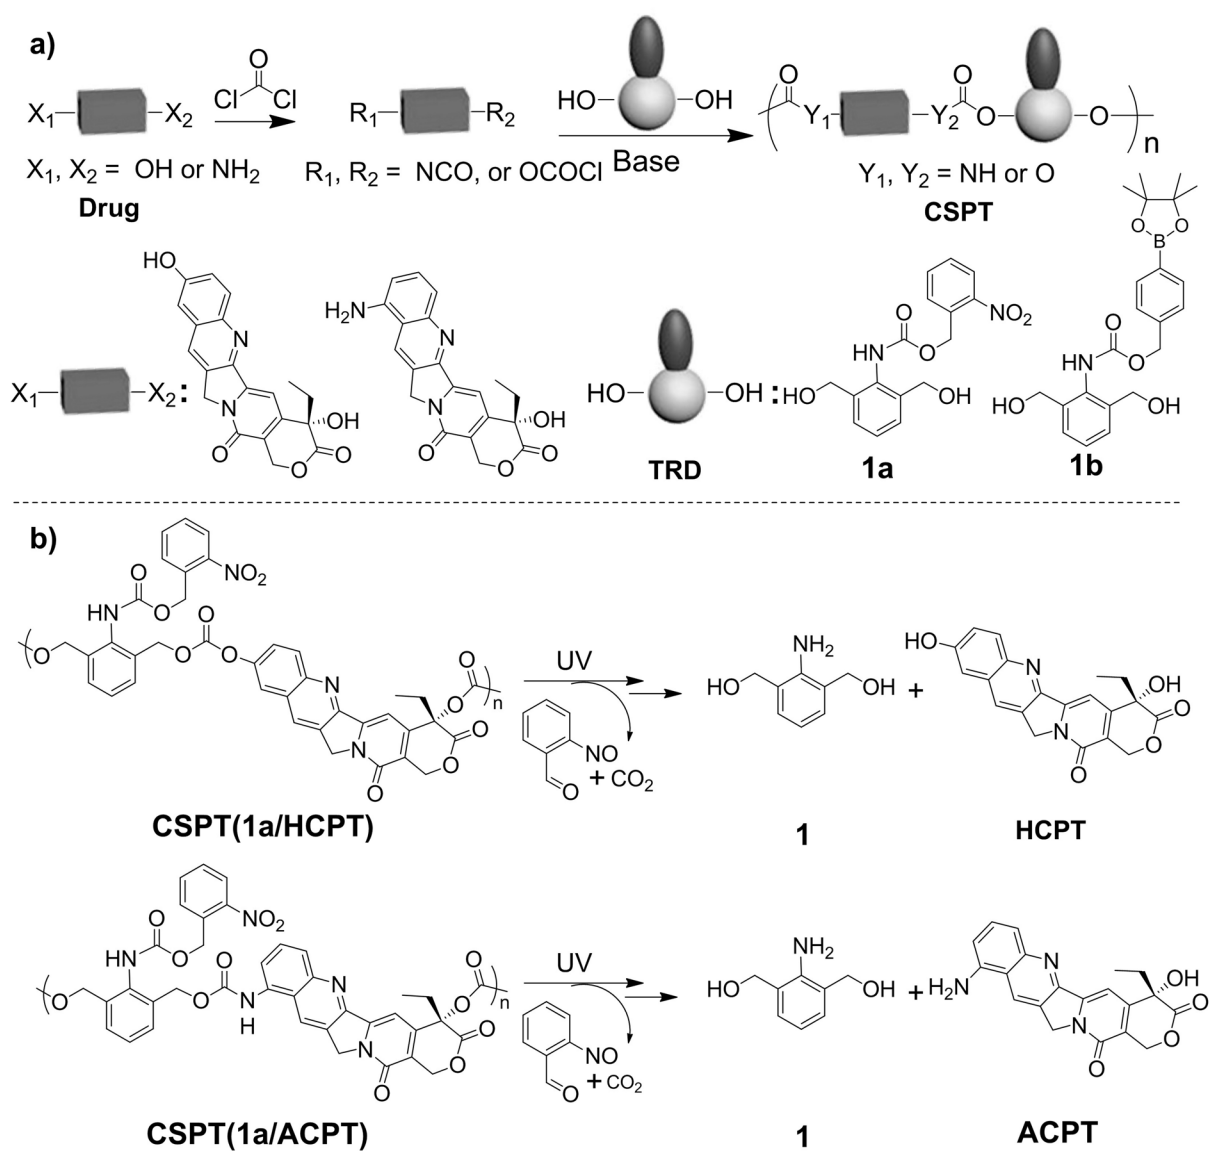 a)
O
Cl Cl
X1 X2
R1 R2
HO OH
Base
O O
Y1 Y2 O O
n
X1, X2 = OH or NH2
Drug
R1, R2 = NCO, or OCOCl
Y1, Y2 = NH or O
CSPT
X1 X2 :
HO
N
N
O
OH
O
O
H2N
N
N
O
OH
O
O
HO OH :
TRD
O
NH O
NO2
HO OH
1a
O O
B
O
NH O
HO OH
1b
b)
NO2
O
HN O
O
O O O
N
N
O
O
O
O
O
n
CSPT(1a/HCPT)
UV
NO
O
+ CO2
NH2
HO OH
1
+
HO
N
N
O
OH
O
O
HCPT
NO2
O
HN O
O
O O N
H
N
N
O
O
O
O
O
n
CSPT(1a/ACPT)
UV
NO
O
+ CO2
NH2
HO OH
1
+
H2N
N
N
O
OH
O
O
ACPT